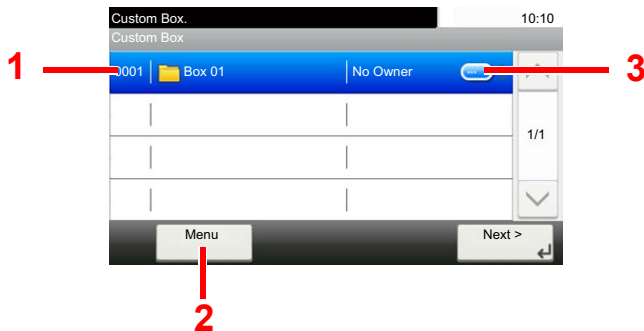 Custom Box. 10:10
Custom Box
1 0001 Box 01 No Owner ... 3
1/1
Menu Next >
2